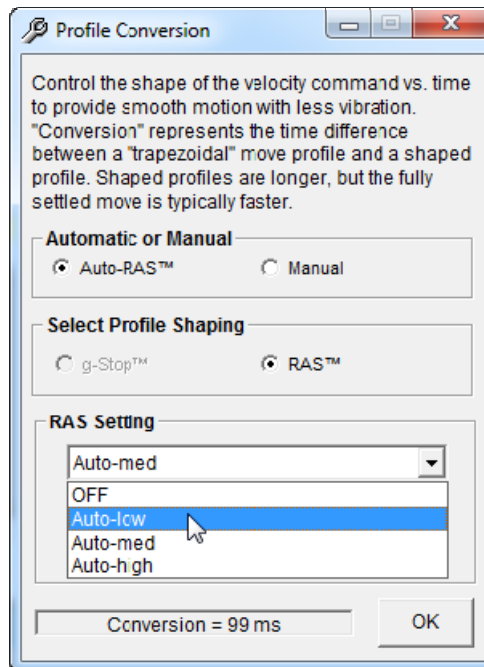 Profile Conversion
Control the shape of the velocity command vs. time
to provide smooth motion with less vibration.
"Conversion" represents the time difference
between a "trapezoidal" move profile and a shaped
profile. Shaped profiles are longer, but the fully
settled move is typically faster.
Automatic or Manual
Auto-RAS™ Manual
Select Profile Shaping
g-Stop™ RAS™
RAS Setting
Auto-med
OFF
Auto-low
Auto-med
Auto-high
Conversion = 99 ms OK